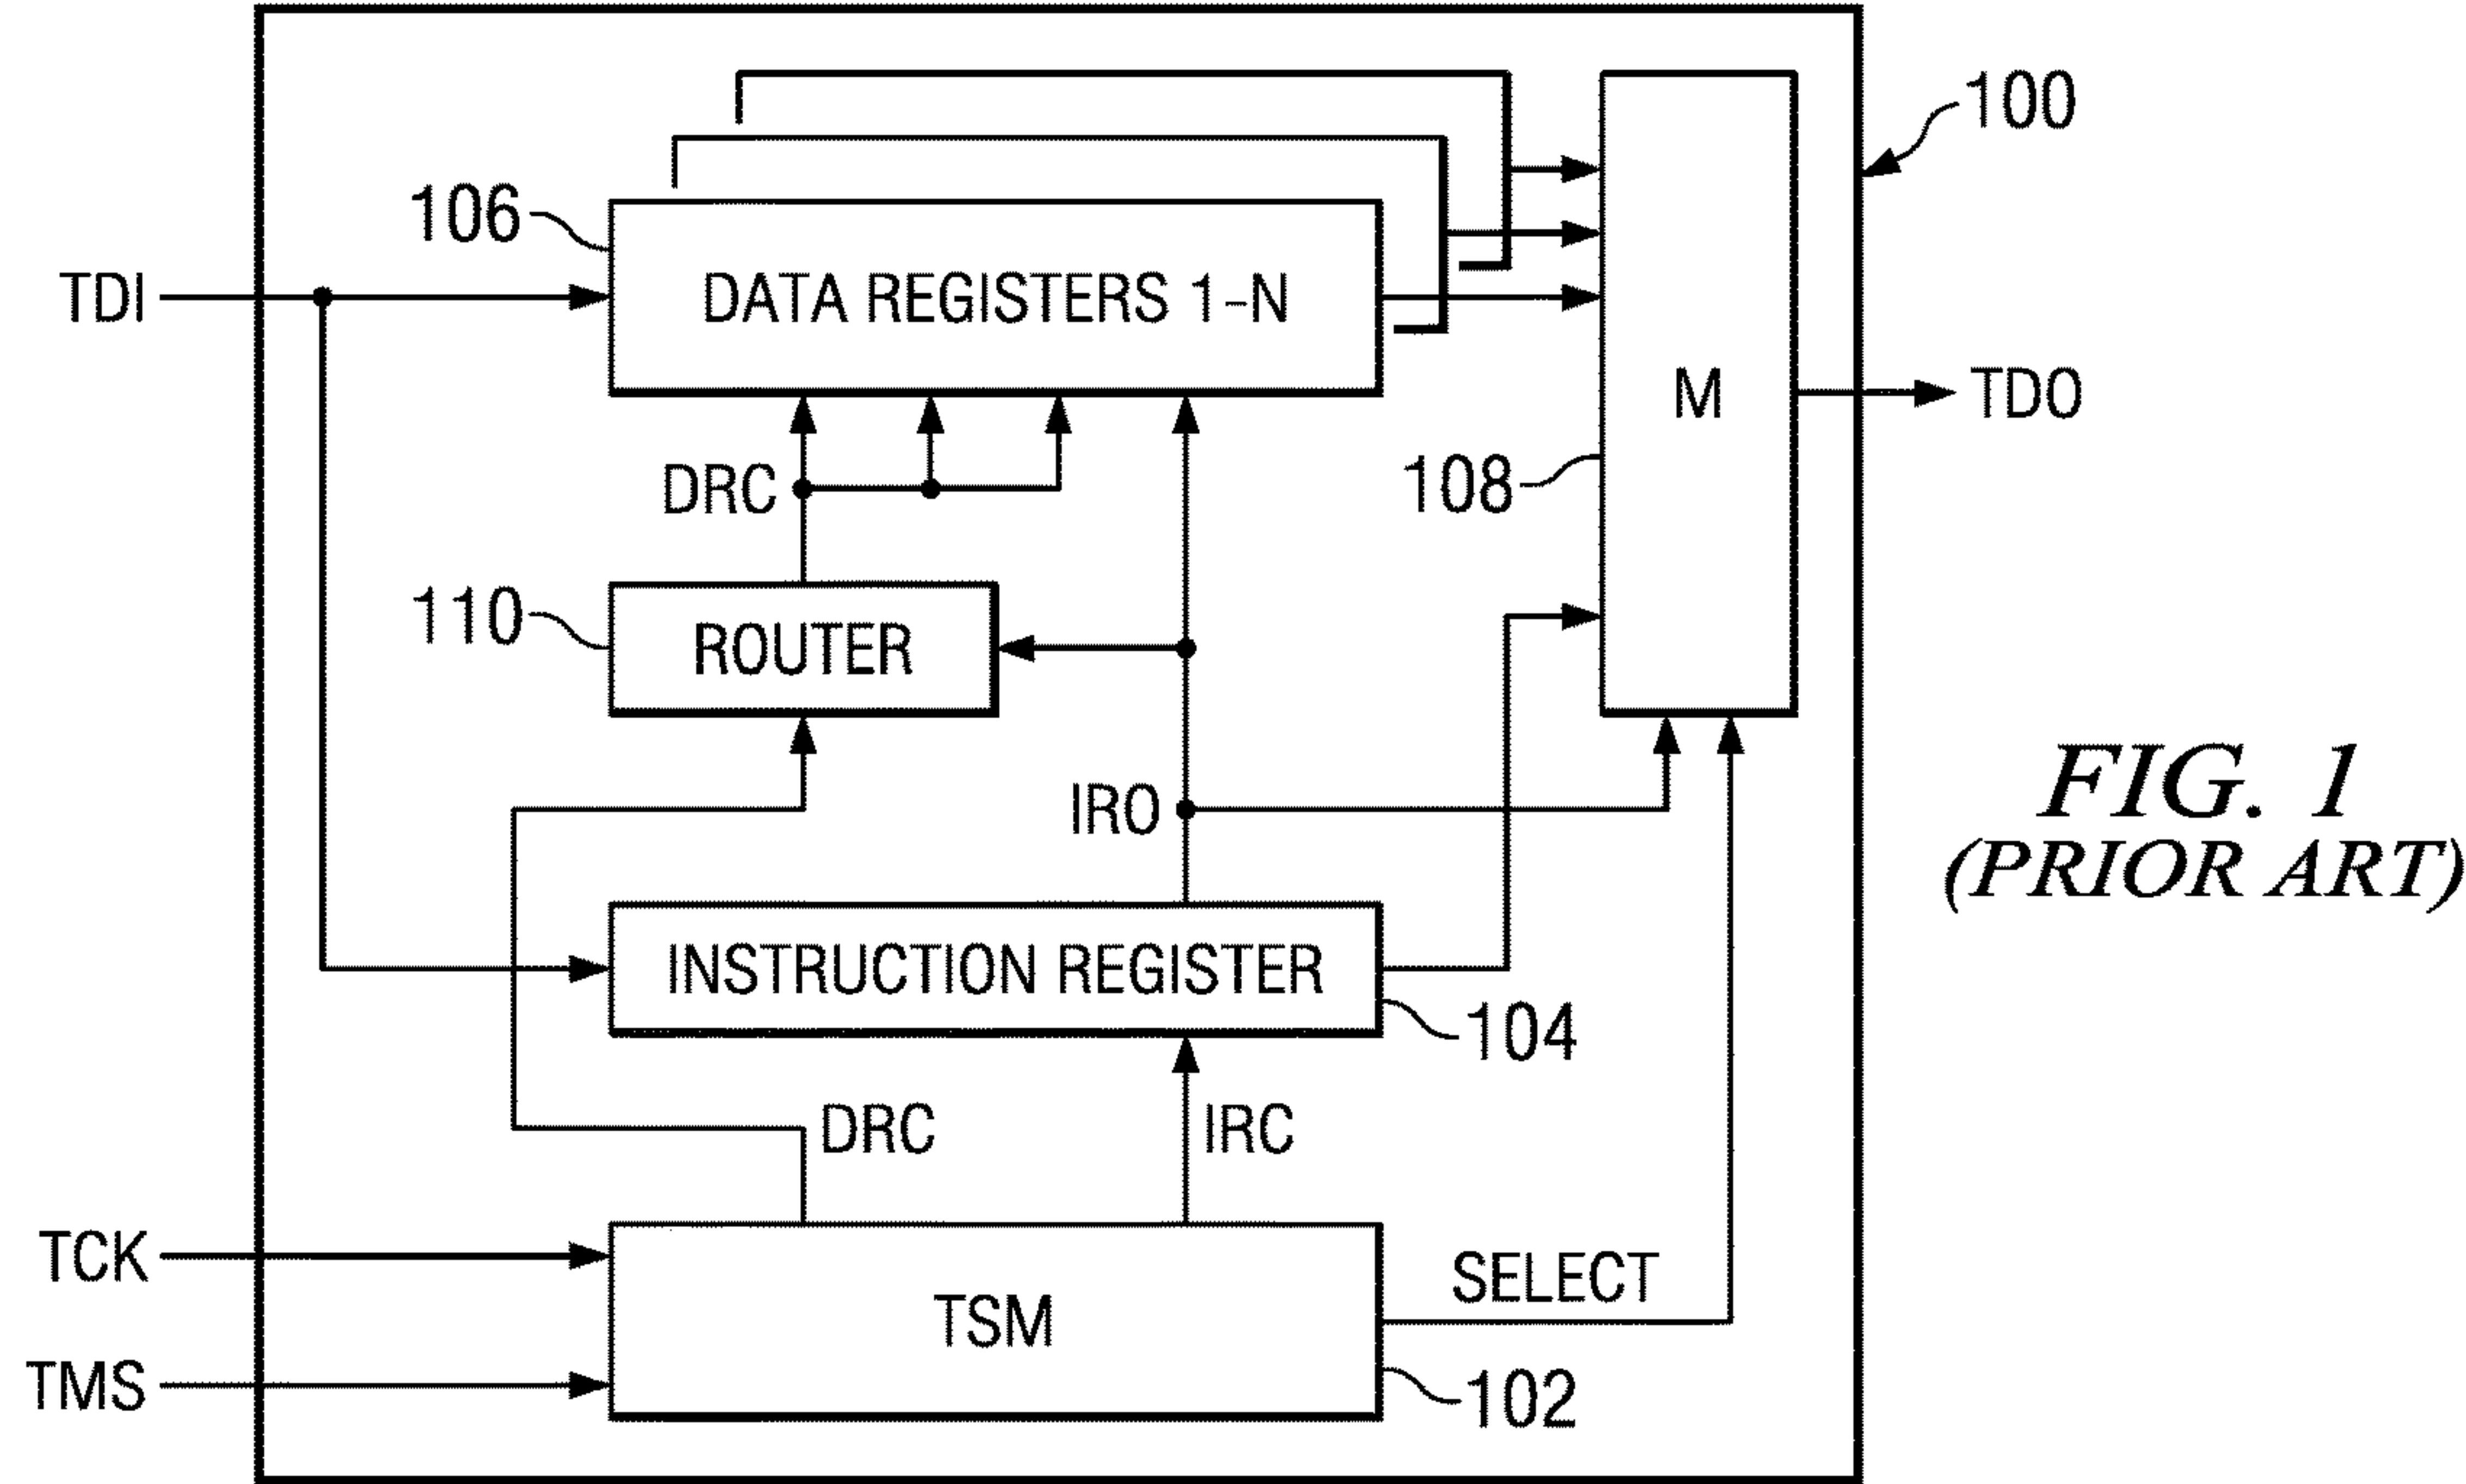 100
106
TDI
DATA REGISTERS 1-N
M
TDO
DRC
108
110
ROUTER
IRO
FIG. 1
(PRIOR ART)
INSTRUCTION REGISTER
104
DRC
IRC
TCK
SELECT
TSM
TMS
102